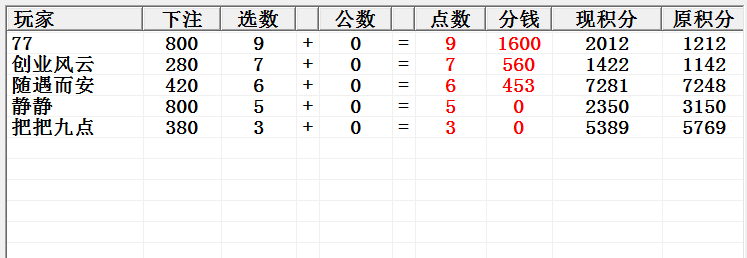 玩家 下注 选数 公数 点数 分钱 现积分 原积分
77 800 9 + 0 = 9 1600 2012 1212
创业风云 280 7 + 0 = 7 560 1422 1142
随遇而安 420 6 + 0 = 6 453 7281 7248
静静 800 5 + 0 = 5 0 2350 3150
把把九点 380 3 + 0 = 3 0 5389 5769